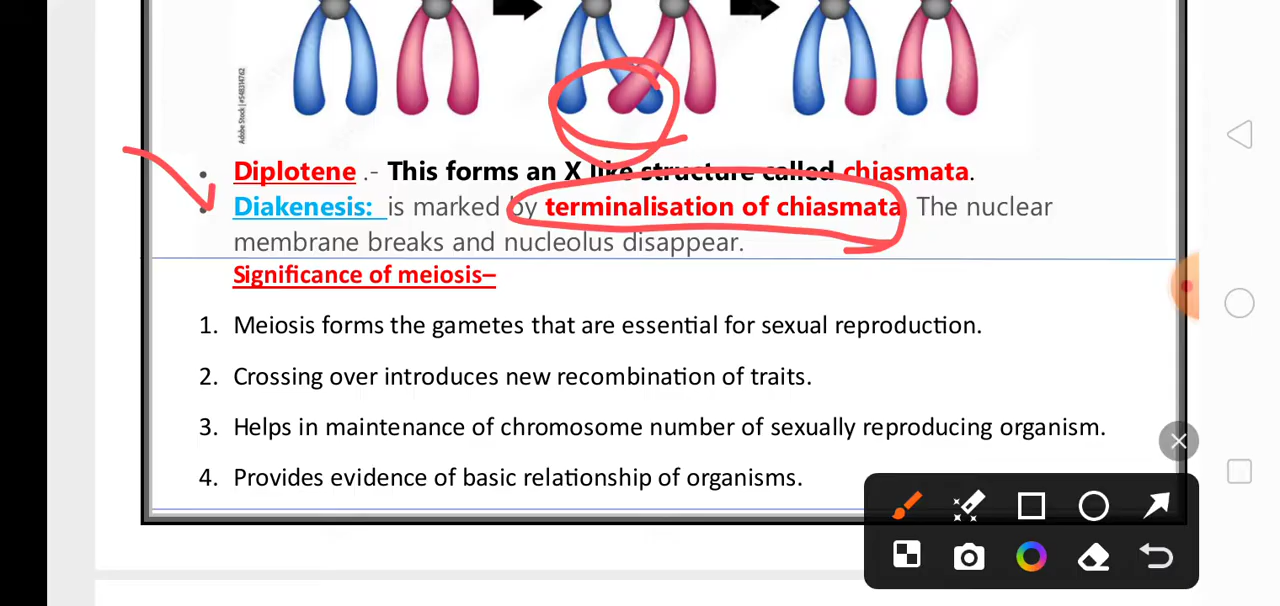 Adobe Stock | #548314762
Diplotene .- This forms an X like structure called chiasmata.
Diakenesis: is marked by terminalisation of chiasmata. The nuclear
membrane breaks and nucleolus disappear.
Significance of meiosis–
1. Meiosis forms the gametes that are essential for sexual reproduction.
2. Crossing over introduces new recombination of traits.
3. Helps in maintenance of chromosome number of sexually reproducing organism.
4. Provides evidence of basic relationship of organisms.